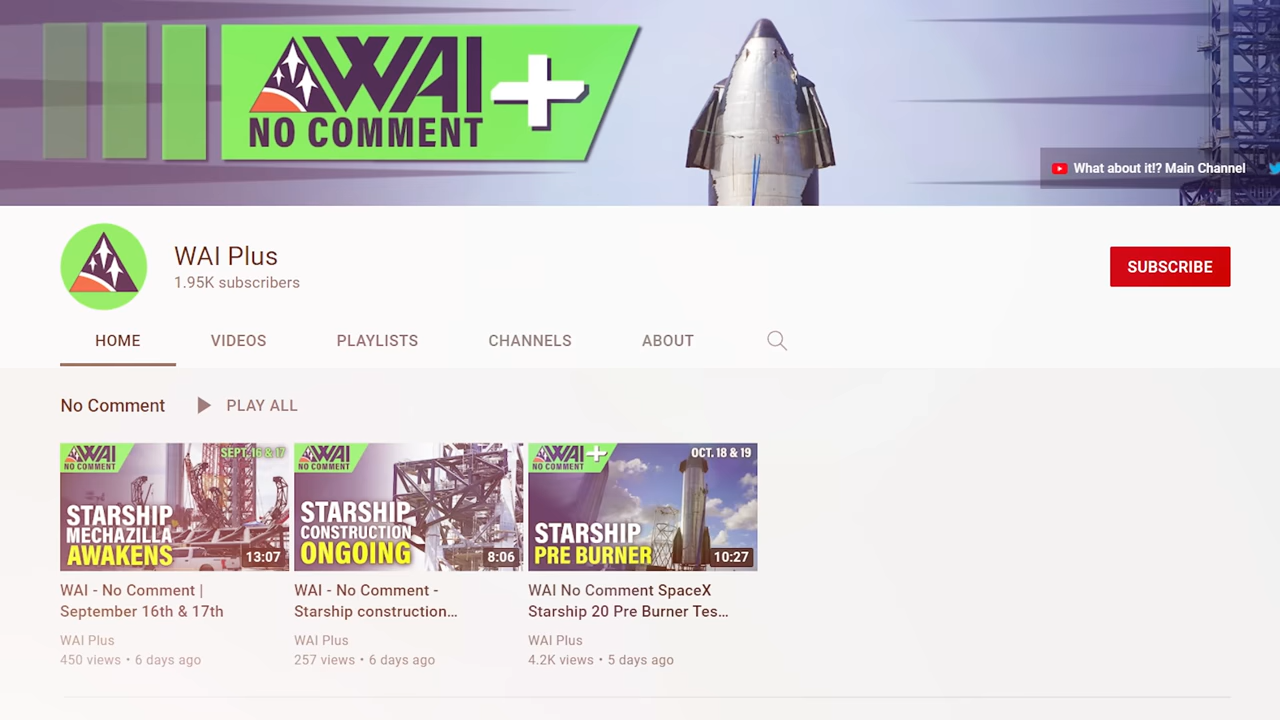 WAI+
NO COMMENT
What about it!? Main Channel
WAI Plus
1.95K subscribers
SUBSCRIBE
HOME
VIDEOS
PLAYLISTS
CHANNELS
ABOUT
No Comment
PLAY ALL
WAI
NO COMMENT
SEPT. 16 & 17
STARSHIP
MECHAZILLA
AWAKENS
13:07
WAI
NO COMMENT
STARSHIP
CONSTRUCTION
ONGOING
8:06
WAI+
NO COMMENT
OCT. 18 & 19
STARSHIP
PRE BURNER
10:27
WAI - No Comment |
September 16th & 17th
WAI Plus
450 views • 6 days ago
WAI - No Comment -
Starship construction...
WAI Plus
257 views • 6 days ago
WAI No Comment SpaceX
Starship 20 Pre Burner Tes...
WAI Plus
4.2K views • 5 days ago